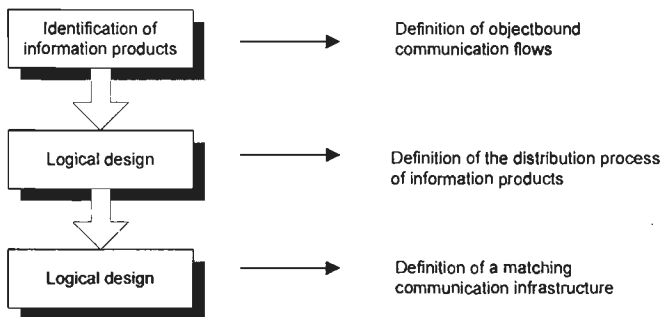 Identification of
information products
Definition of objectbound
communication flows
Logical design
Definition of the distribution process
of information products
Logical design
Definition of a matching
communication infrastructure